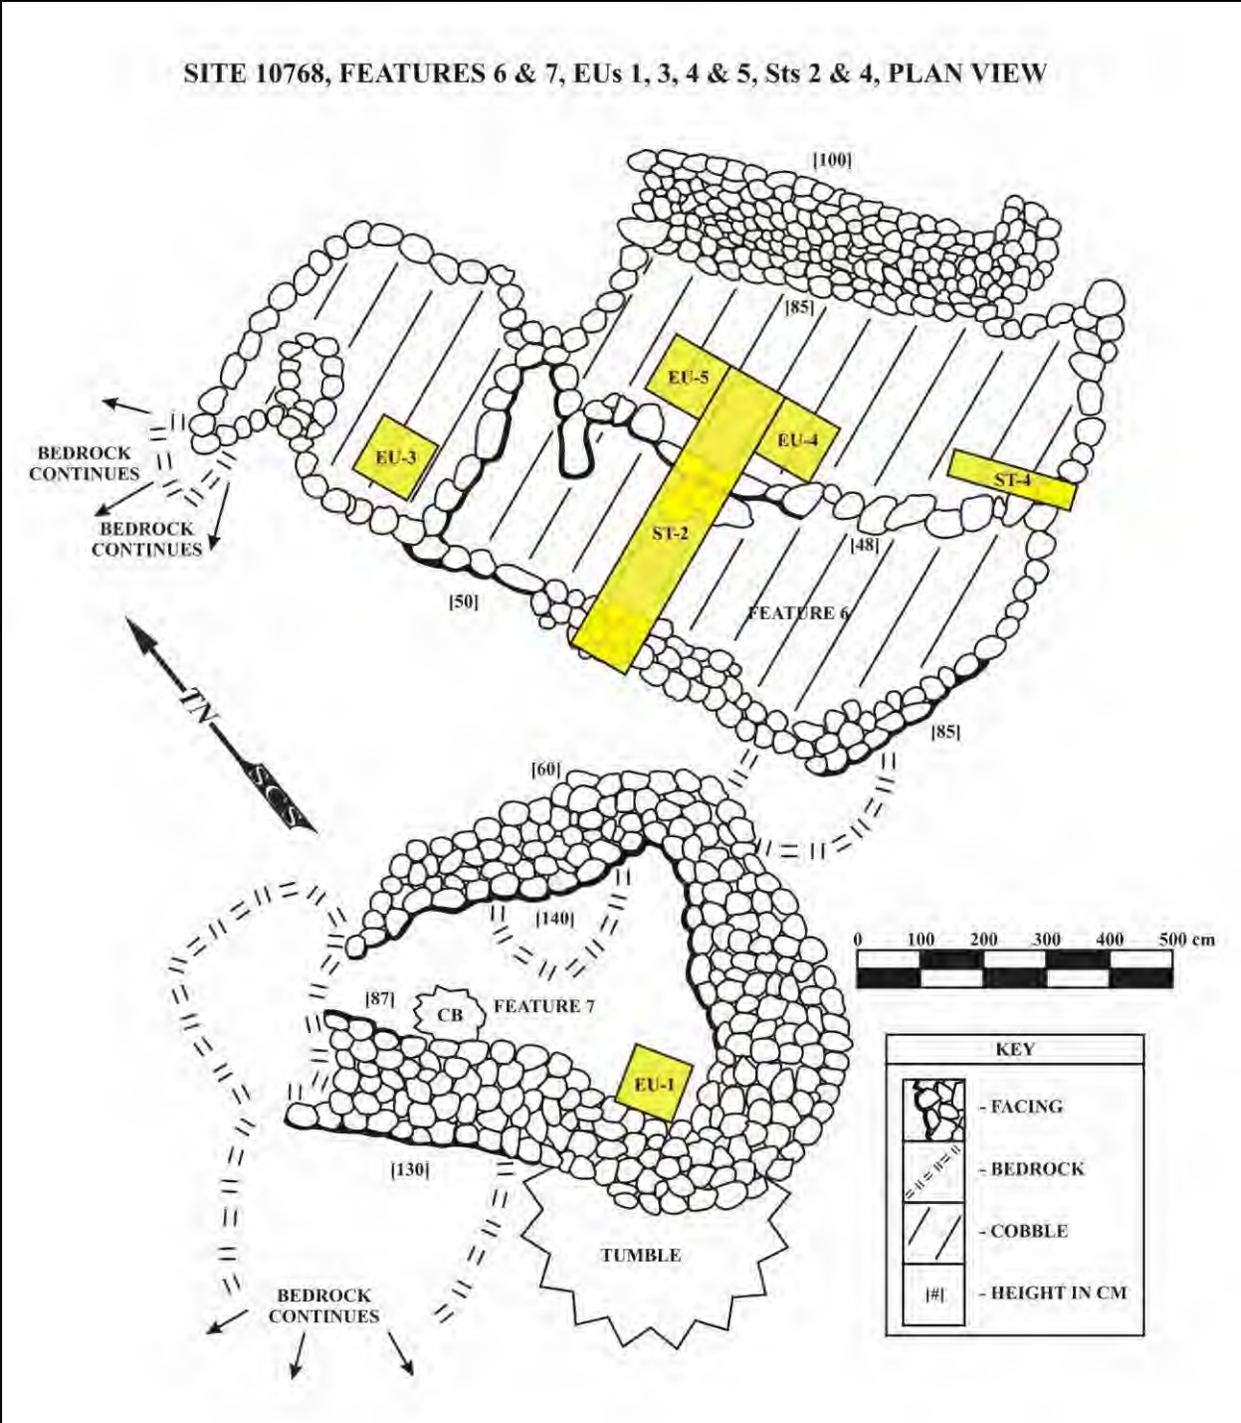 SITE 10768, FEATURES 6 & 7, EUs 1, 3, 4 & 5, Sts 2 & 4, PLAN VIEW
[100]
[85]
EU-5
EU-4
EU-3
ST-4
ST-2
[48]
BEDROCK
CONTINUES
BEDROCK
CONTINUES
[50]
FEATURE 6
TN
SCS
[85]
[60]
[140]
0 100 200 300 400 500 cm
[87]
CB
FEATURE 7
EU-1
[130]
TUMBLE
BEDROCK
CONTINUES
KEY
- FACING
- BEDROCK
- COBBLE
[#] - HEIGHT IN CM